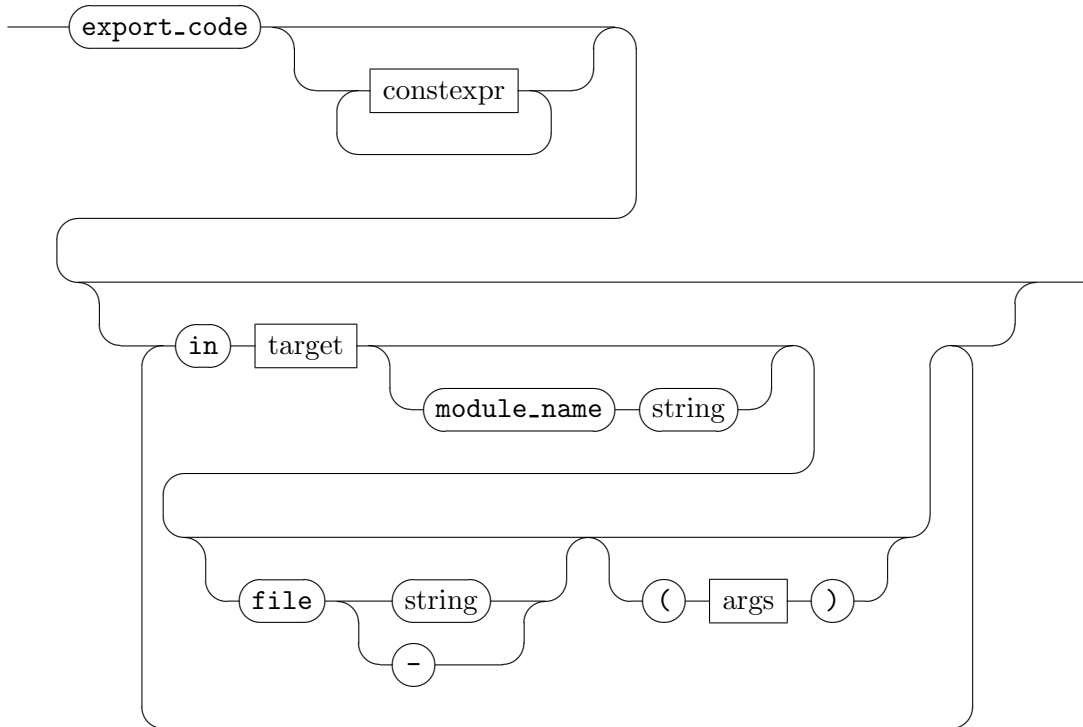 export_code
constexpr
in target
module_name string
file string
( args )
-